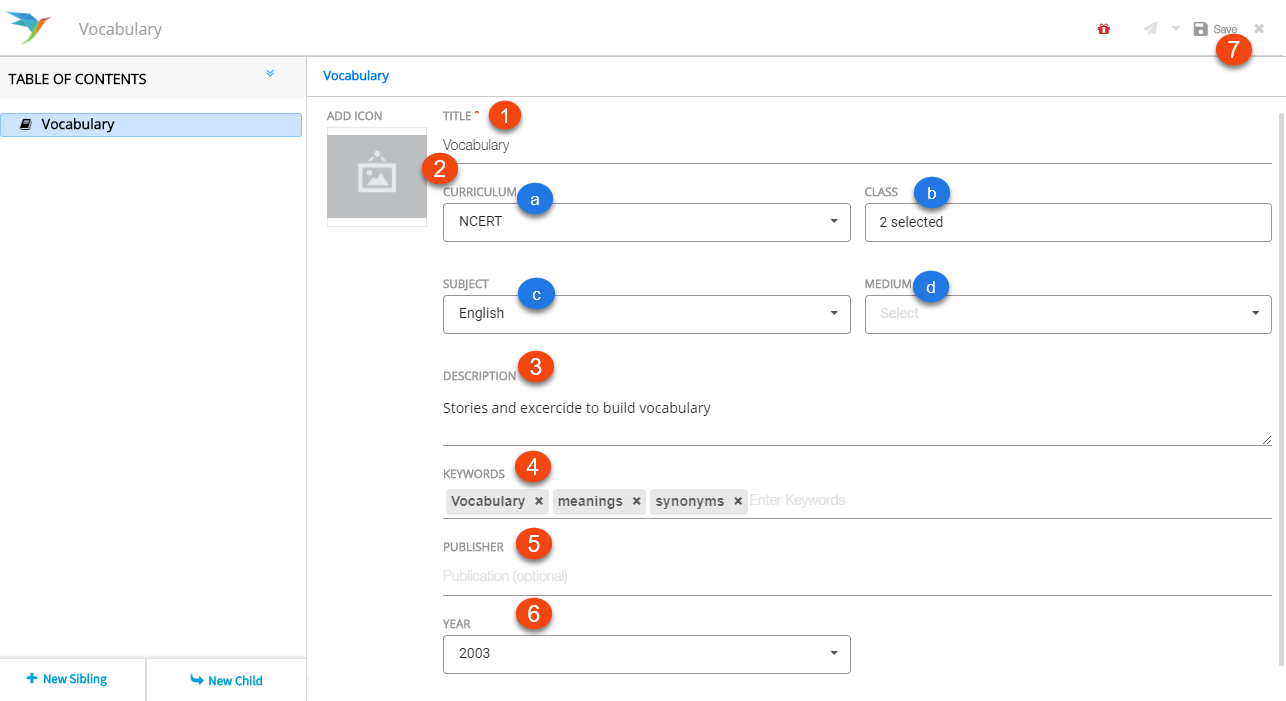 Vocabulary
Save
7
TABLE OF CONTENTS
Vocabulary
Vocabulary
ADD ICON
TITLE * 1
Vocabulary
2
CURRICULUM a CLASS b
NCERT 2 selected
SUBJECT c MEDIUM d
English Select
DESCRIPTION 3
Stories and excercide to build vocabulary
KEYWORDS 4
Vocabulary × meanings × synonyms × Enter Keywords
PUBLISHER 5
Publication (optional)
YEAR 6
2003
+ New Sibling New Child